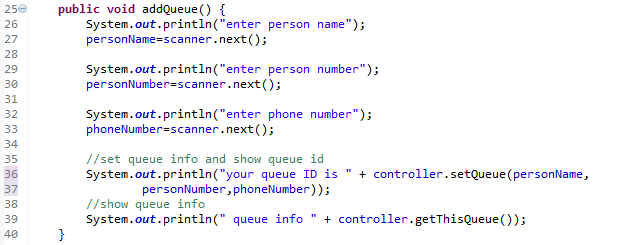 25 public void addQueue() {
26 System.out.println("enter person name");
27 personName=scanner.next();
28
29 System.out.println("enter person number");
30 personNumber=scanner.next();
31
32 System.out.println("enter phone number");
33 phoneNumber=scanner.next();
34
35 //set queue info and show queue id
36 System.out.println("your queue ID is " + controller.setQueue(personName,
37 personNumber,phoneNumber));
38 //show queue info
39 System.out.println(" queue info " + controller.getThisQueue());
40 }